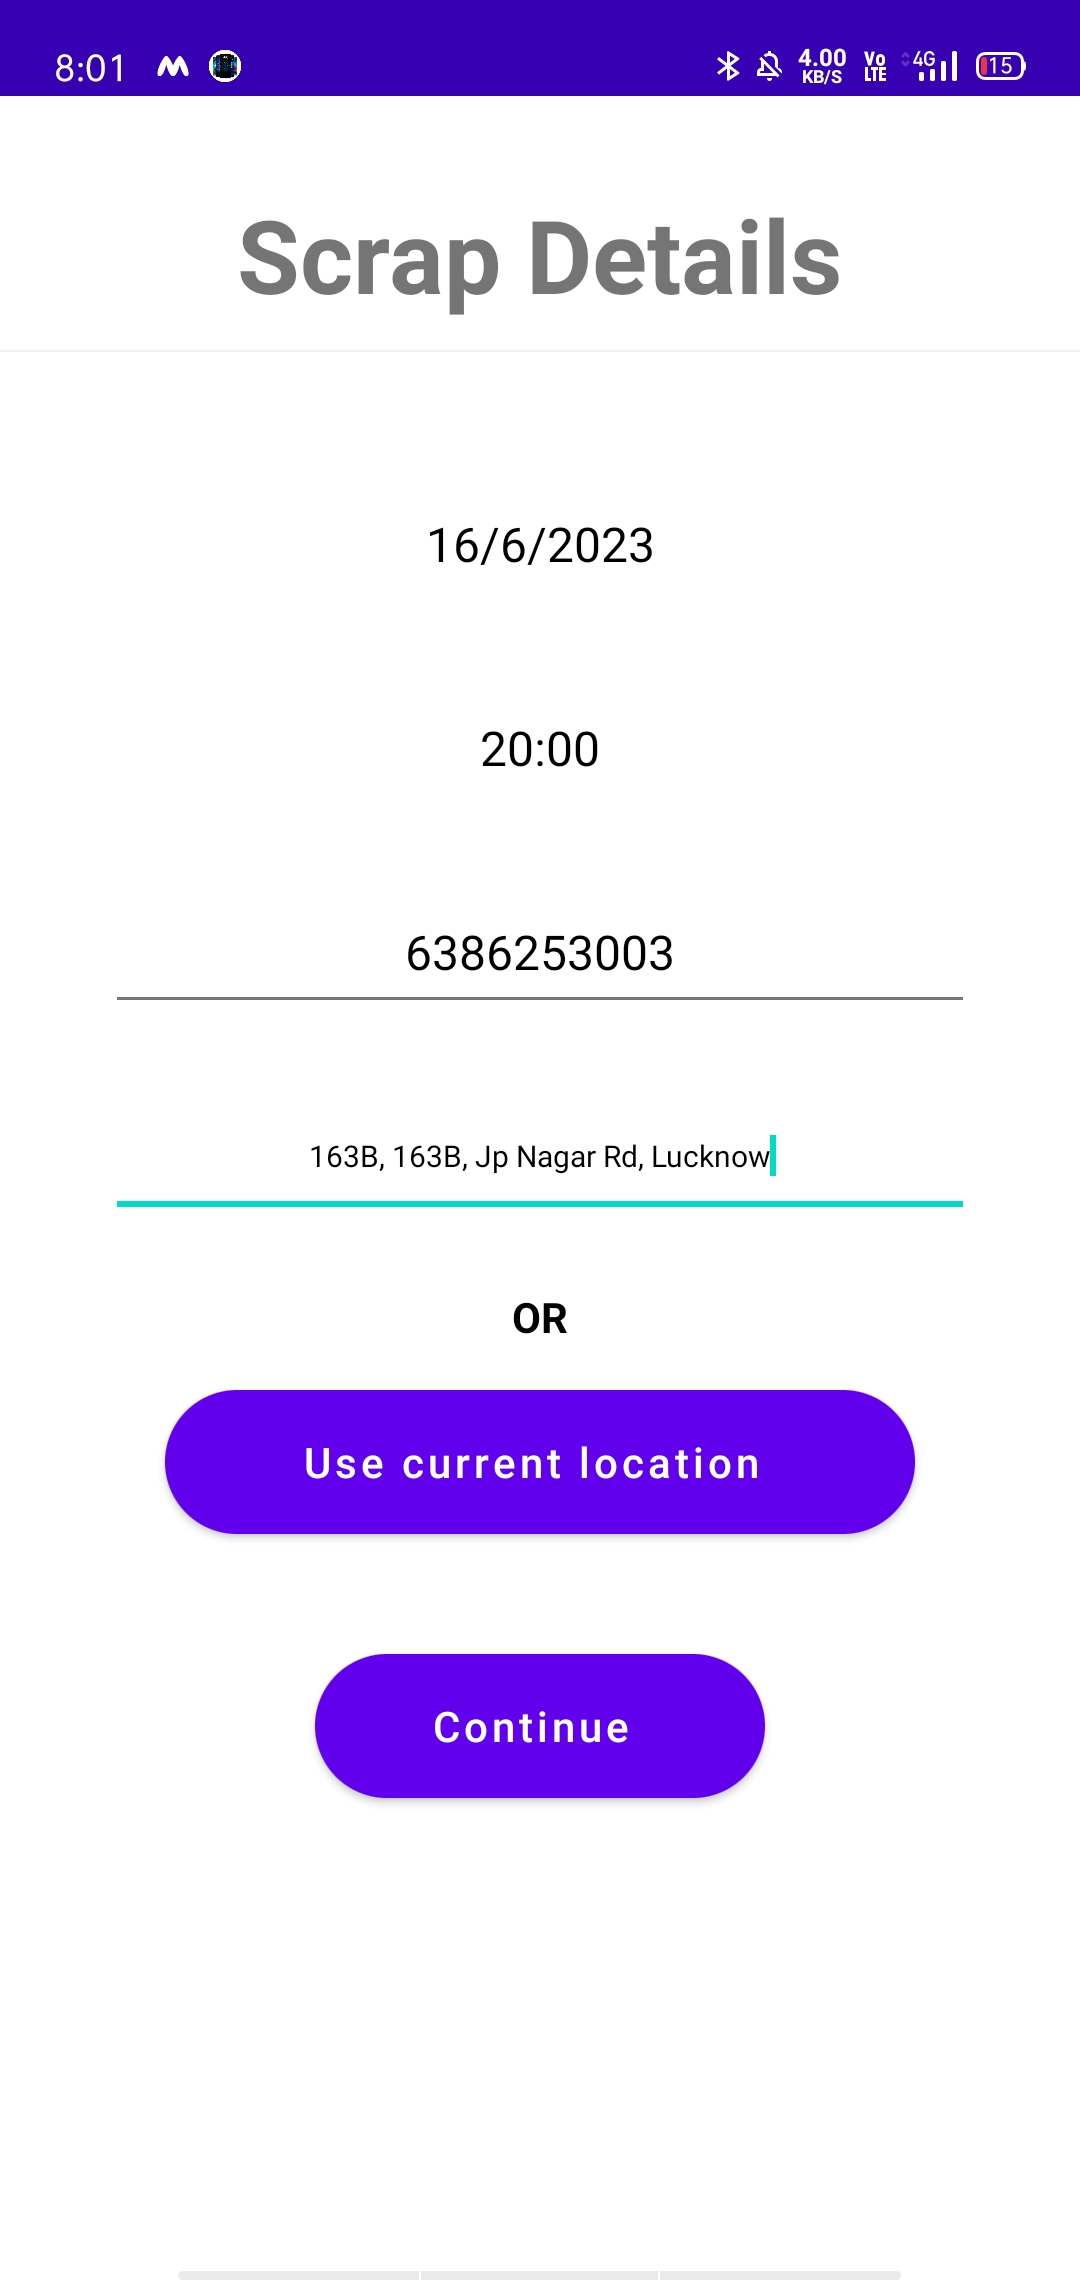 8:01 4.00 KB/S Vo LTE 4G 15
Scrap Details
16/6/2023
20:00
6386253003
163B, 163B, Jp Nagar Rd, Lucknow
OR
Use current location
Continue